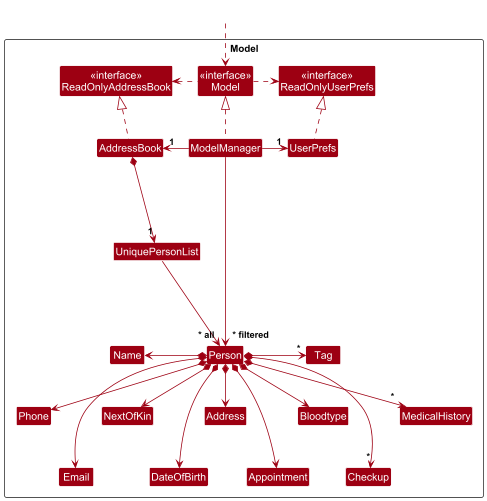 Model
«interface»
ReadOnlyAddressBook
«interface»
Model
«interface»
ReadOnlyUserPrefs
AddressBook
1
ModelManager
1
UserPrefs
1
UniquePersonList
* all
* filtered
Name
Person
*
Tag
Phone
NextOfKin
Address
Bloodtype
*
MedicalHistory
Email
DateOfBirth
Appointment
*
Checkup